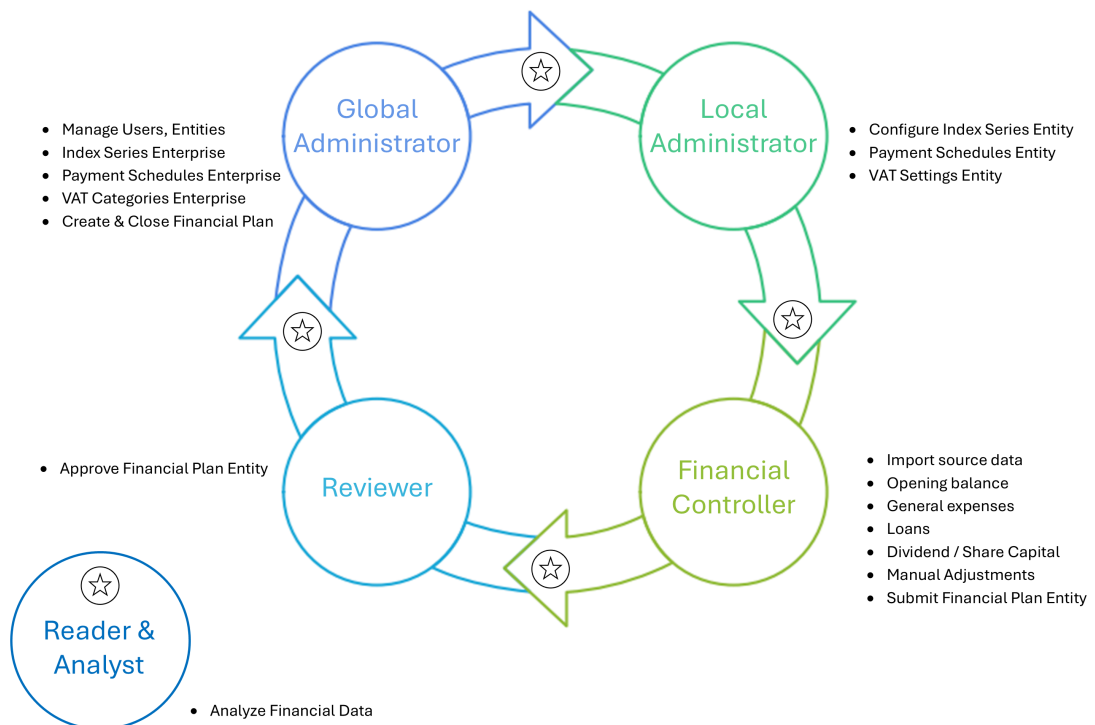 Global
Administrator
Local
Administrator
• Manage Users, Entities
• Index Series Enterprise
• Payment Schedules Enterprise
• VAT Categories Enterprise
• Create & Close Financial Plan
• Configure Index Series Entity
• Payment Schedules Entity
• VAT Settings Entity
Reviewer
Financial
Controller
• Approve Financial Plan Entity
• Import source data
• Opening balance
• General expenses
• Loans
• Dividend / Share Capital
• Manual Adjustments
• Submit Financial Plan Entity
Reader &
Analyst
• Analyze Financial Data